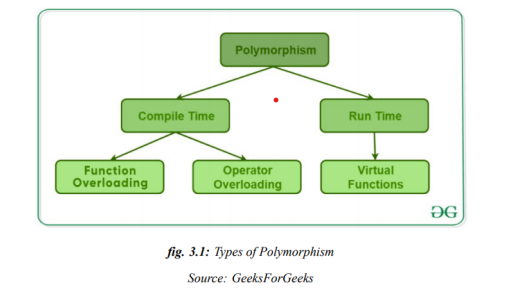 Polymorphism
Compile Time
Run Time
Function
Overloading
Operator
Overloading
Virtual
Functions
fig. 3.1: Types of Polymorphism
Source: GeeksForGeeks